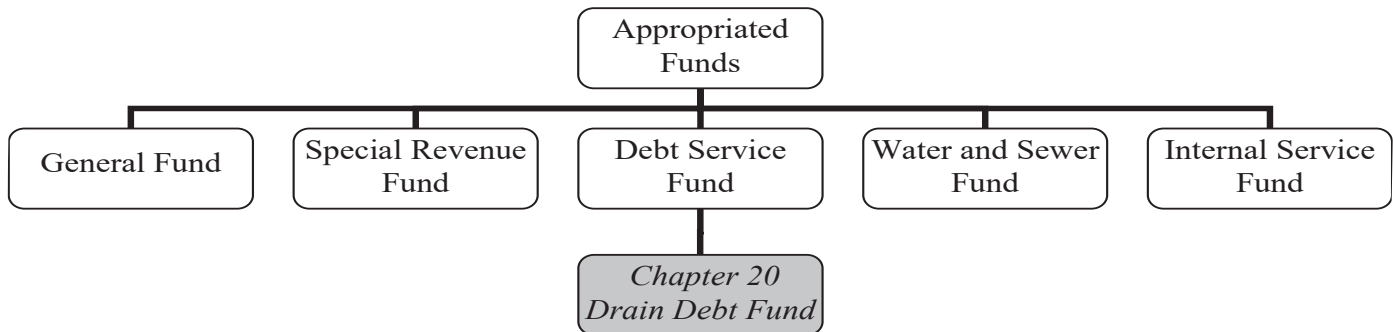 Appropriated
Funds
General Fund
Special Revenue
Fund
Debt Service
Fund
Water and Sewer
Fund
Internal Service
Fund
Chapter 20
Drain Debt Fund